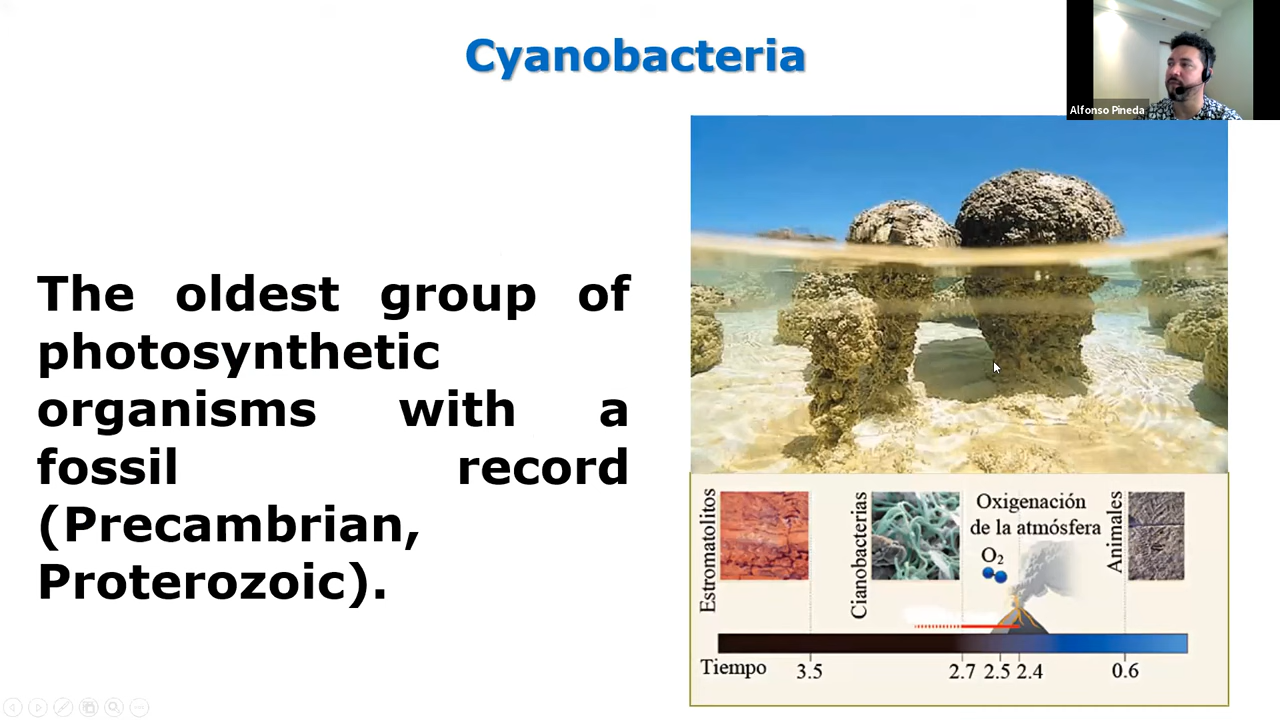 Cyanobacteria
Alfonso Pineda
The oldest group of
photosynthetic
organisms with a
fossil record
(Precambrian,
Proterozoic).
Estromatolitos
Cianobacterias
Oxigenación
de la atmósfera
O₂
Animales
Tiempo 3.5 2.7 2.5 2.4 0.6